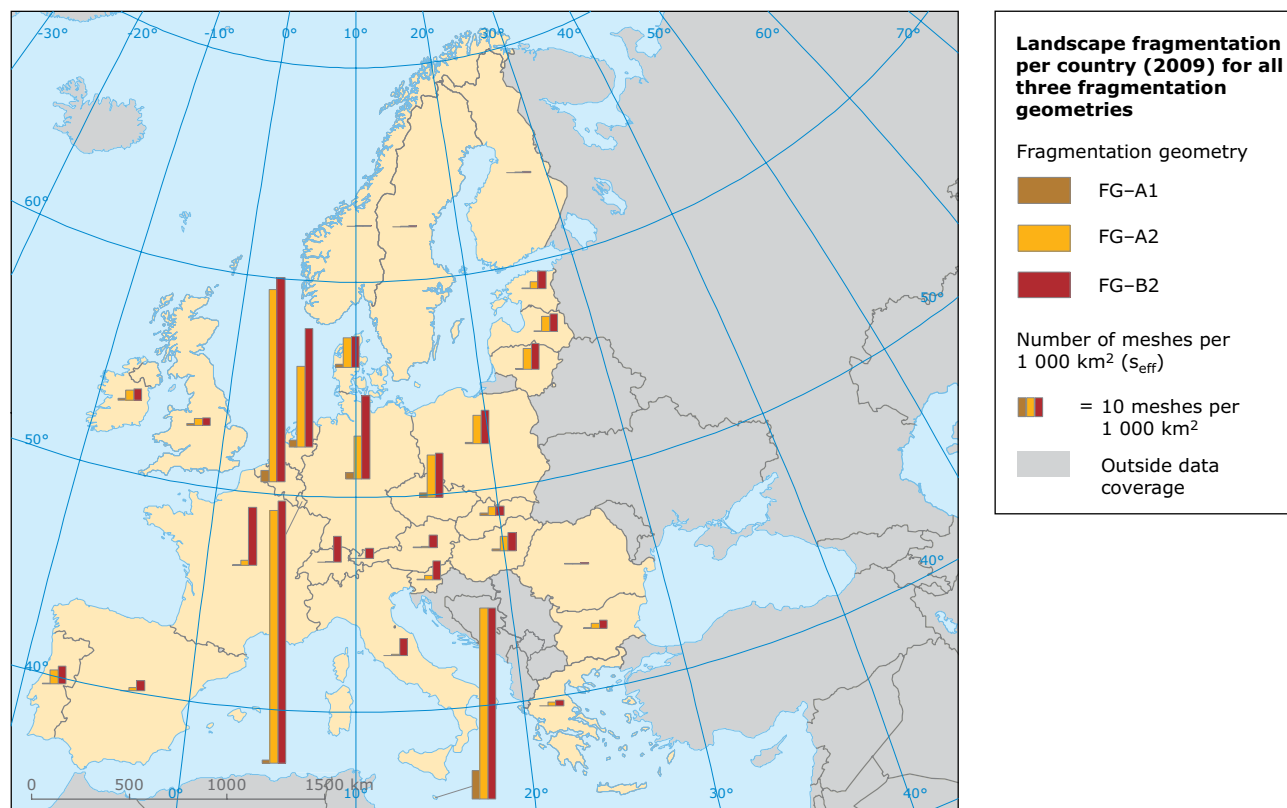 -30°
-20°
-10°
0°
10°
20°
30°
40°
50°
60°
70°
60°
50°
50°
40°
40°
0
500
1000
1500 km
0°
10°
20°
30°
40°
Landscape fragmentation
per country (2009) for all
three fragmentation
geometries
Fragmentation geometry
FG–A1
FG–A2
FG–B2
Number of meshes per
1 000 km² (seff)
= 10 meshes per
1 000 km²
Outside data
coverage